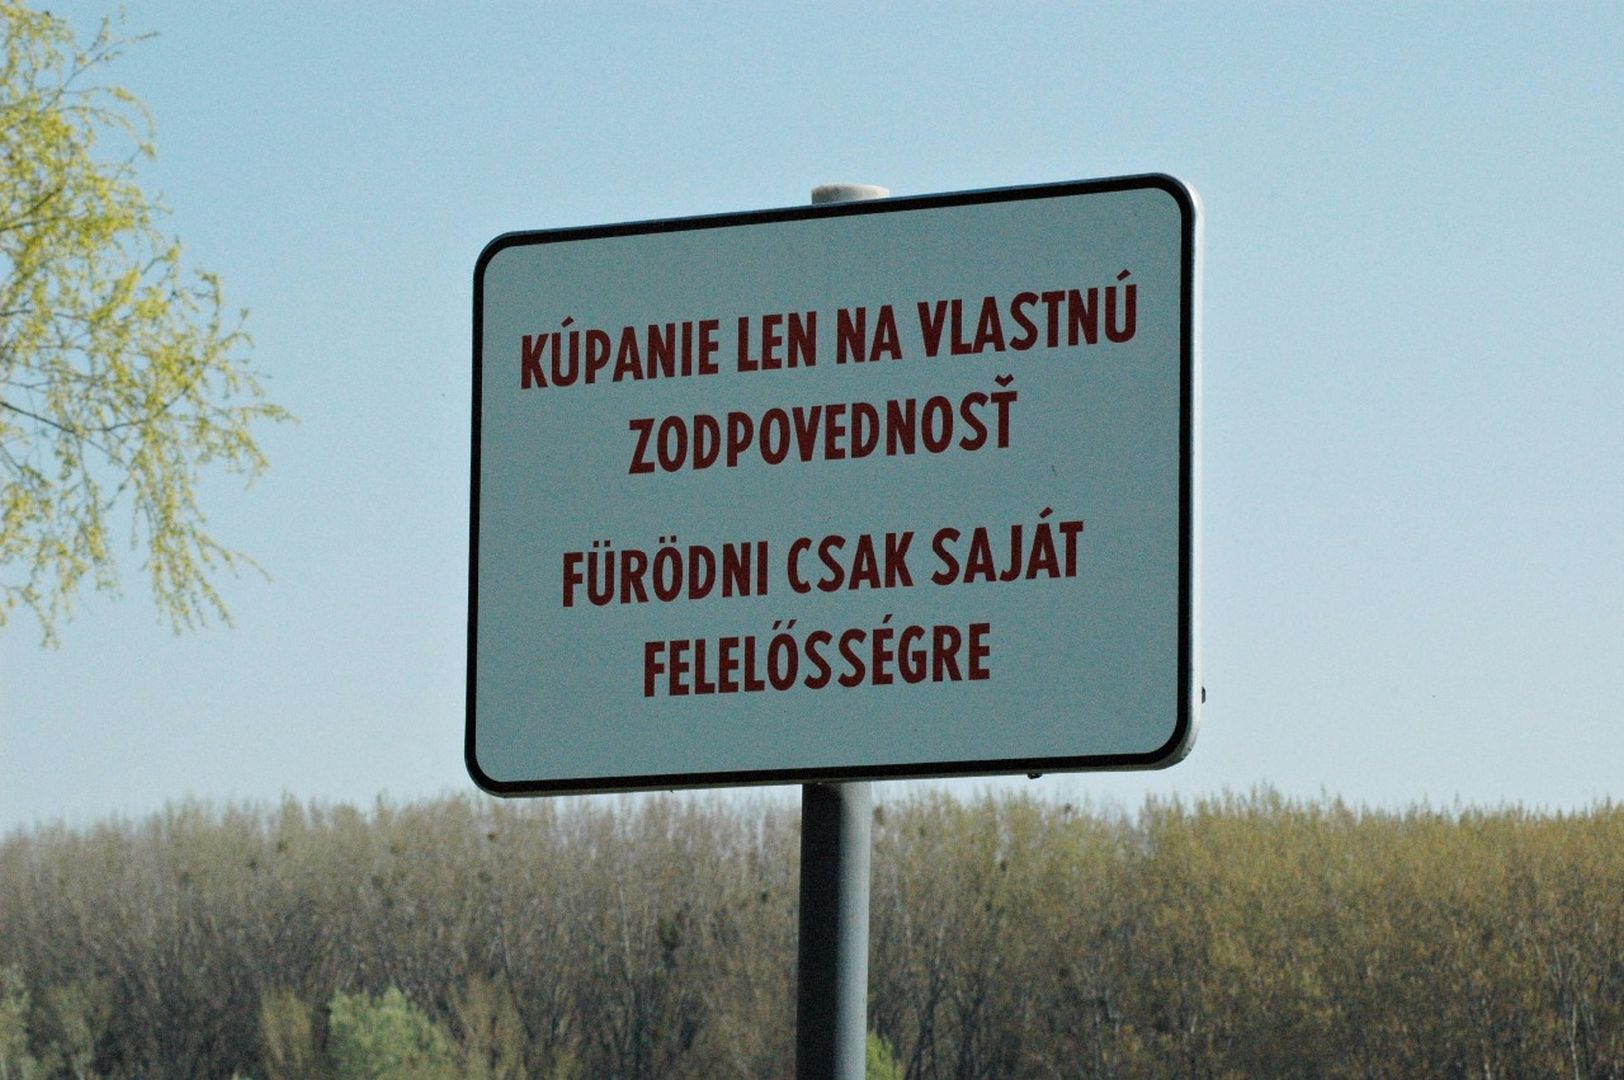 KÚPANIE LEN NA VLASTNÚ
ZODPOVEDNOSŤ
FÜRÖDNI CSAK SAJÁT
FELELŐSSÉGRE